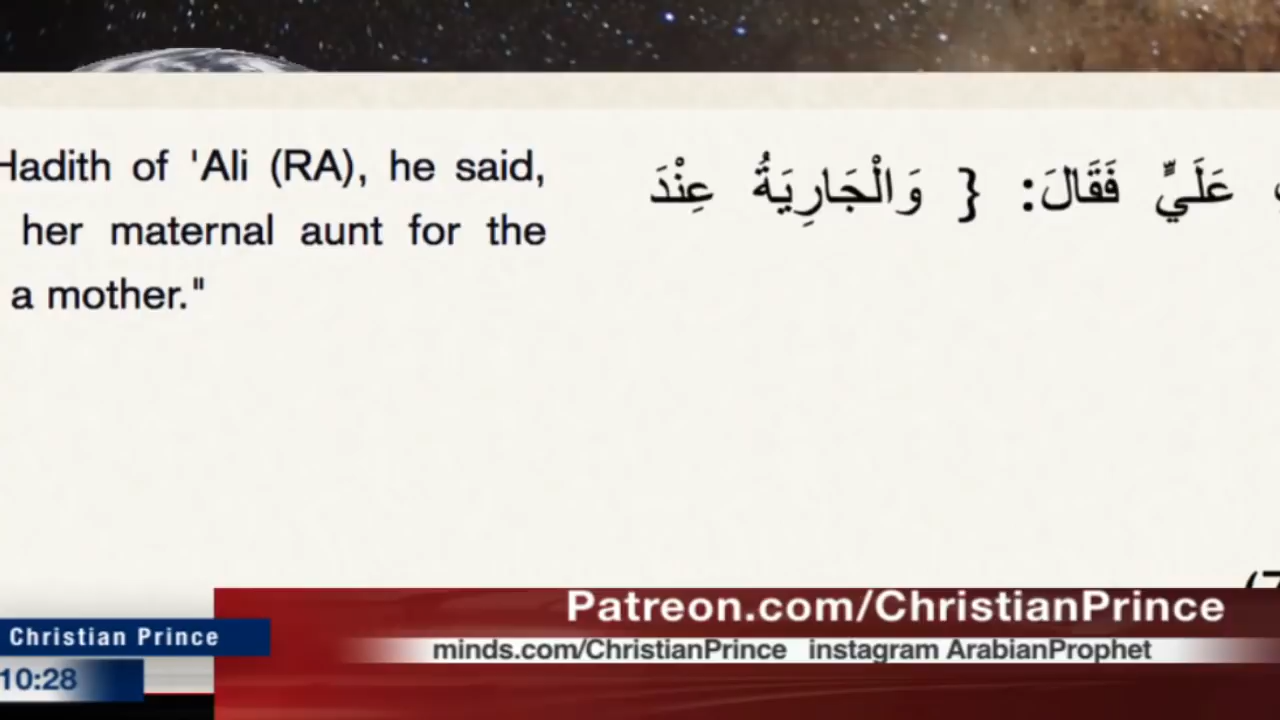 Hadith of 'Ali (RA), he said,
her maternal aunt for the
a mother."
عَلَيٍّ فَقَالَ: { وَالْجَارِيَةُ عِنْدَ
Patreon.com/ChristianPrince
Christian Prince
minds.com/ChristianPrince instagram ArabianProphet
10:28